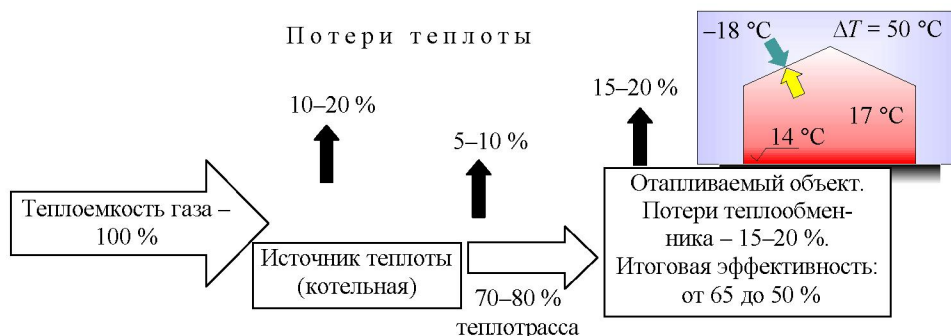 Потери теплоты
–18 °C
ΔT = 50 °C
17 °C
14 °C
10–20 %
5–10 %
15–20 %
Теплоемкость газа –
100 %
Источник теплоты
(котельная)
70–80 %
теплотрасса
Отапливаемый объект.
Потери теплообмен-
ника – 15–20 %.
Итоговая эффективность:
от 65 до 50 %